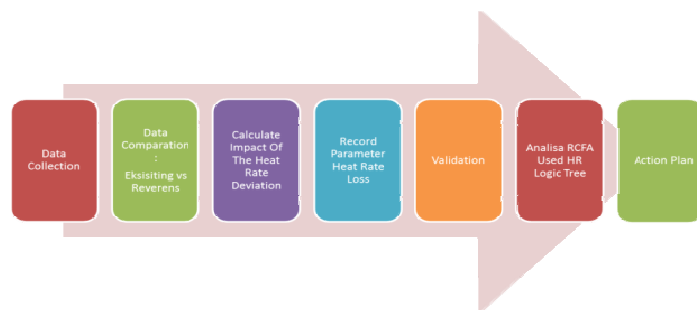 Data
Collection
Data
Comparation
:
Eksisiting vs
Reverens
Calculate
Impact Of
The Heat
Rate
Deviation
Record
Parameter
Heat Rate
Loss
Validation
Analisa RCFA
Used HR
Logic Tree
Action Plan